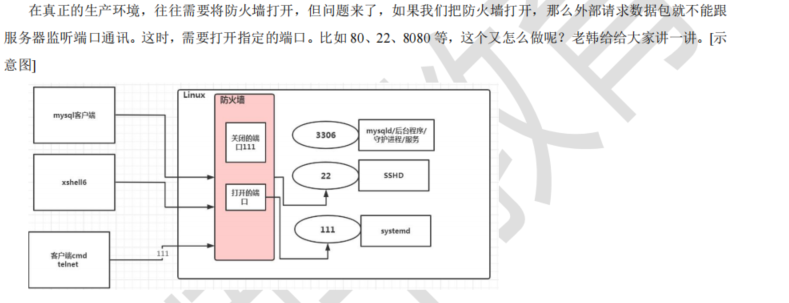 在真正的生产环境，往往需要将防火墙打开，但问题来了，如果我们把防火墙打开，那么外部请求数据包就不能跟
服务器监听端口通讯。这时，需要打开指定的端口。比如 80、22、8080 等，这个又怎么做呢？老韩给给大家讲一讲。[示
意图]
Linux
防火墙
mysql客户端
关闭的端
口111
3306
mysqld/后台程序/
守护进程/服务
xshell6
打开的端
口
22
SSHD
111
systemd
客户端cmd
telnet
111
教育